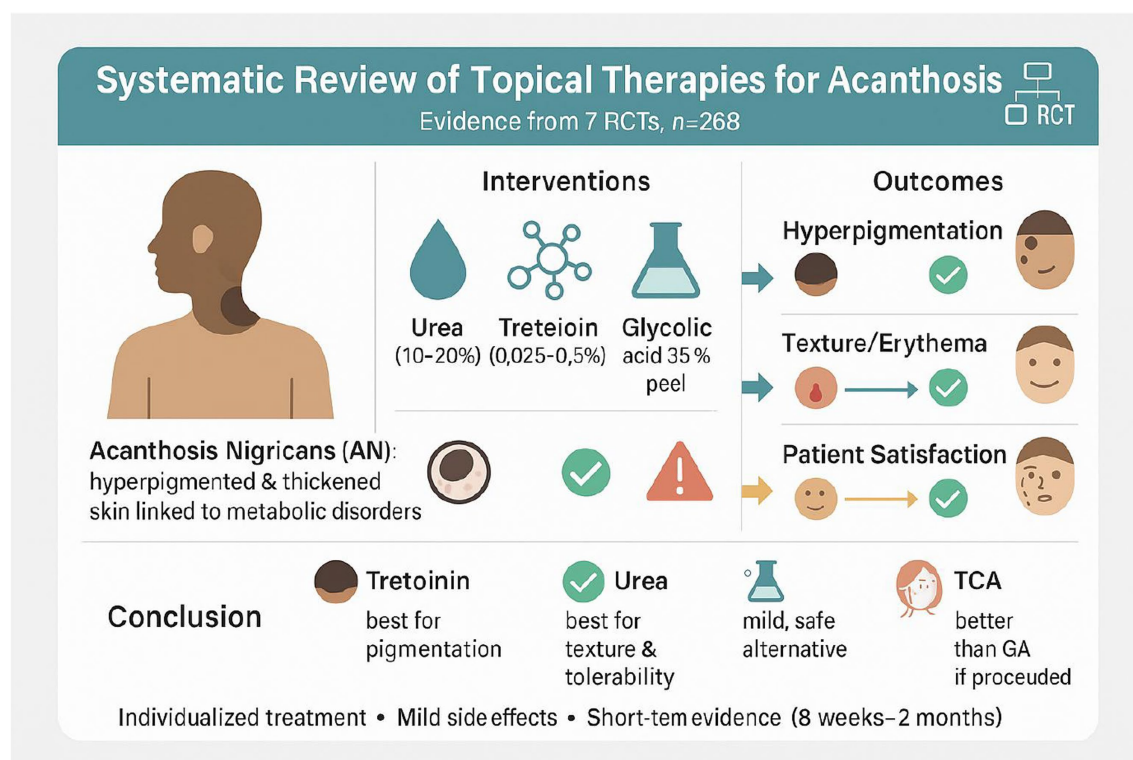 Systematic Review of Topical Therapies for Acanthosis
Evidence from 7 RCTs, n=268
RCT
Interventions
Urea
(10-20%)
Treteioin
(0,025-0,5%)
Glycolic
acid 35 %
peel
Outcomes
Hyperpigmentation
Texture/Erythema
Patient Satisfaction
Acanthosis Nigricans (AN):
hyperpigmented & thickened
skin linked to metabolic disorders
Conclusion
Tretoinin
best for
pigmentation
Urea
best for
texture &
tolerability
mild, safe
alternative
TCA
better
than GA
if proceuded
Individualized treatment • Mild side effects • Short-tem evidence (8 weeks–2 months)